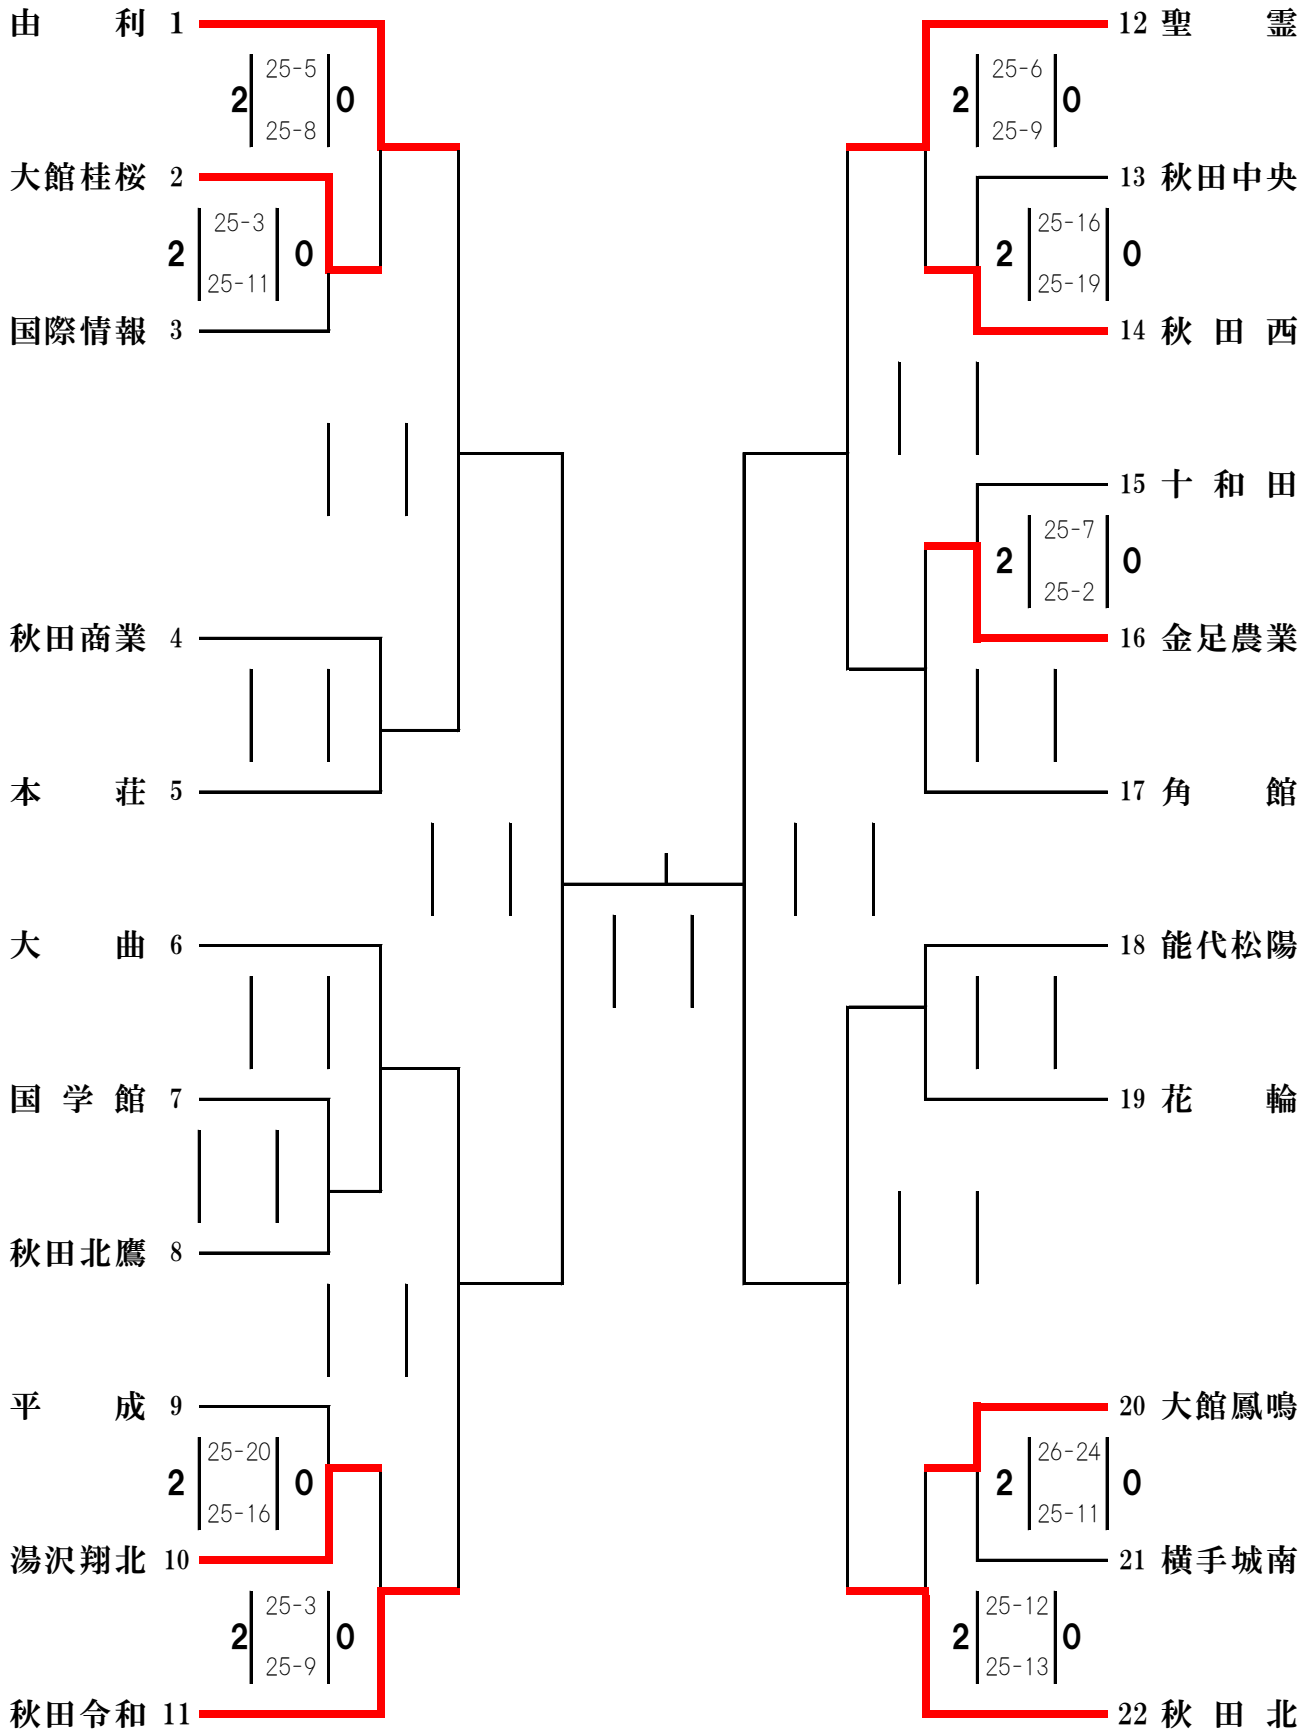 由利 1
25-5
2 0
25-8
大館桂桜 2
25-3
2 0
25-11
国際情報 3
秋田商業 4
本荘 5
大曲 6
国学館 7
秋田北鷹 8
平成 9
25-20
2 0
25-16
湯沢翔北 10
25-3
2 0
25-9
秋田令和 11
12 聖霊
25-6
2 0
25-9
13 秋田中央
25-16
2 0
25-19
14 秋田西
15 十和田
25-7
2 0
25-2
16 金足農業
17 角館
18 能代松陽
19 花輪
20 大館鳳鳴
26-24
2 0
25-11
21 横手城南
25-12
2 0
25-13
22 秋田北